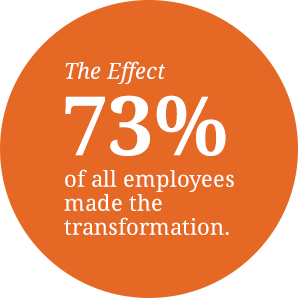 The Effect
73%
of all employees
made the
transformation.